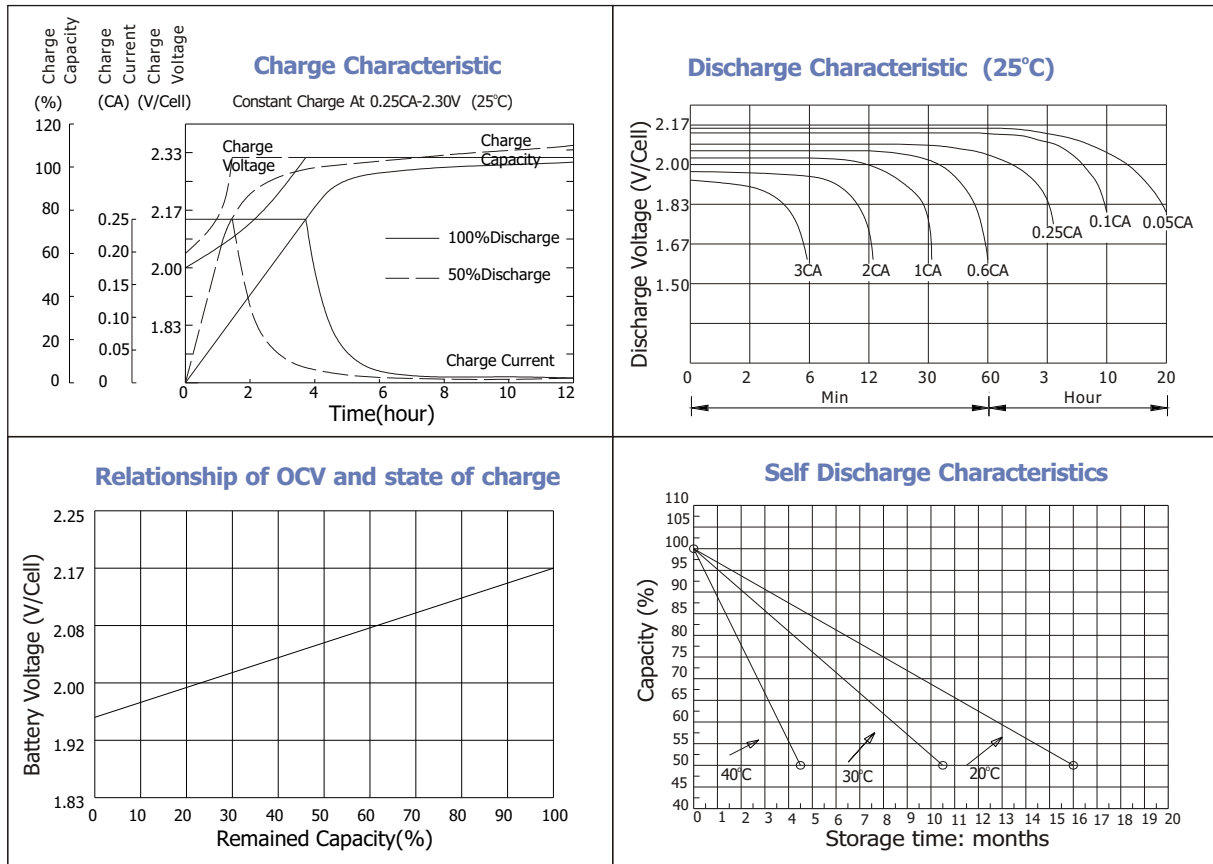 Charge
Capacity
Charge
Current
Charge
Voltage
(%)
(CA)
(V/Cell)
Charge Characteristic
Constant Charge At 0.25CA-2.30V (25°C)
120
100
80
60
40
20
0
0.25
0.20
0.15
0.10
0.05
0
2.33
2.17
2.00
1.83
Charge
Voltage
Charge
Capacity
100%Discharge
50%Discharge
Charge Current
0 2 4 6 8 10 12
Time(hour)
Discharge Characteristic (25°C)
Discharge Voltage (V/Cell)
2.17
2.00
1.83
1.67
1.50
3CA 2CA 1CA 0.6CA 0.25CA 0.1CA 0.05CA
0 2 6 12 30 60 3 10 20
Min Hour
Relationship of OCV and state of charge
Battery Voltage (V/Cell)
2.25
2.17
2.08
2.00
1.92
1.83
0 10 20 30 40 50 60 70 80 90 100
Remained Capacity(%)
Self Discharge Characteristics
Capacity (%)
110
105
100
95
90
85
80
75
70
65
60
55
50
45
40
40°C 30°C 20°C
0 1 2 3 4 5 6 7 8 9 10 11 12 13 14 15 16 17 18 19 20
Storage time: months